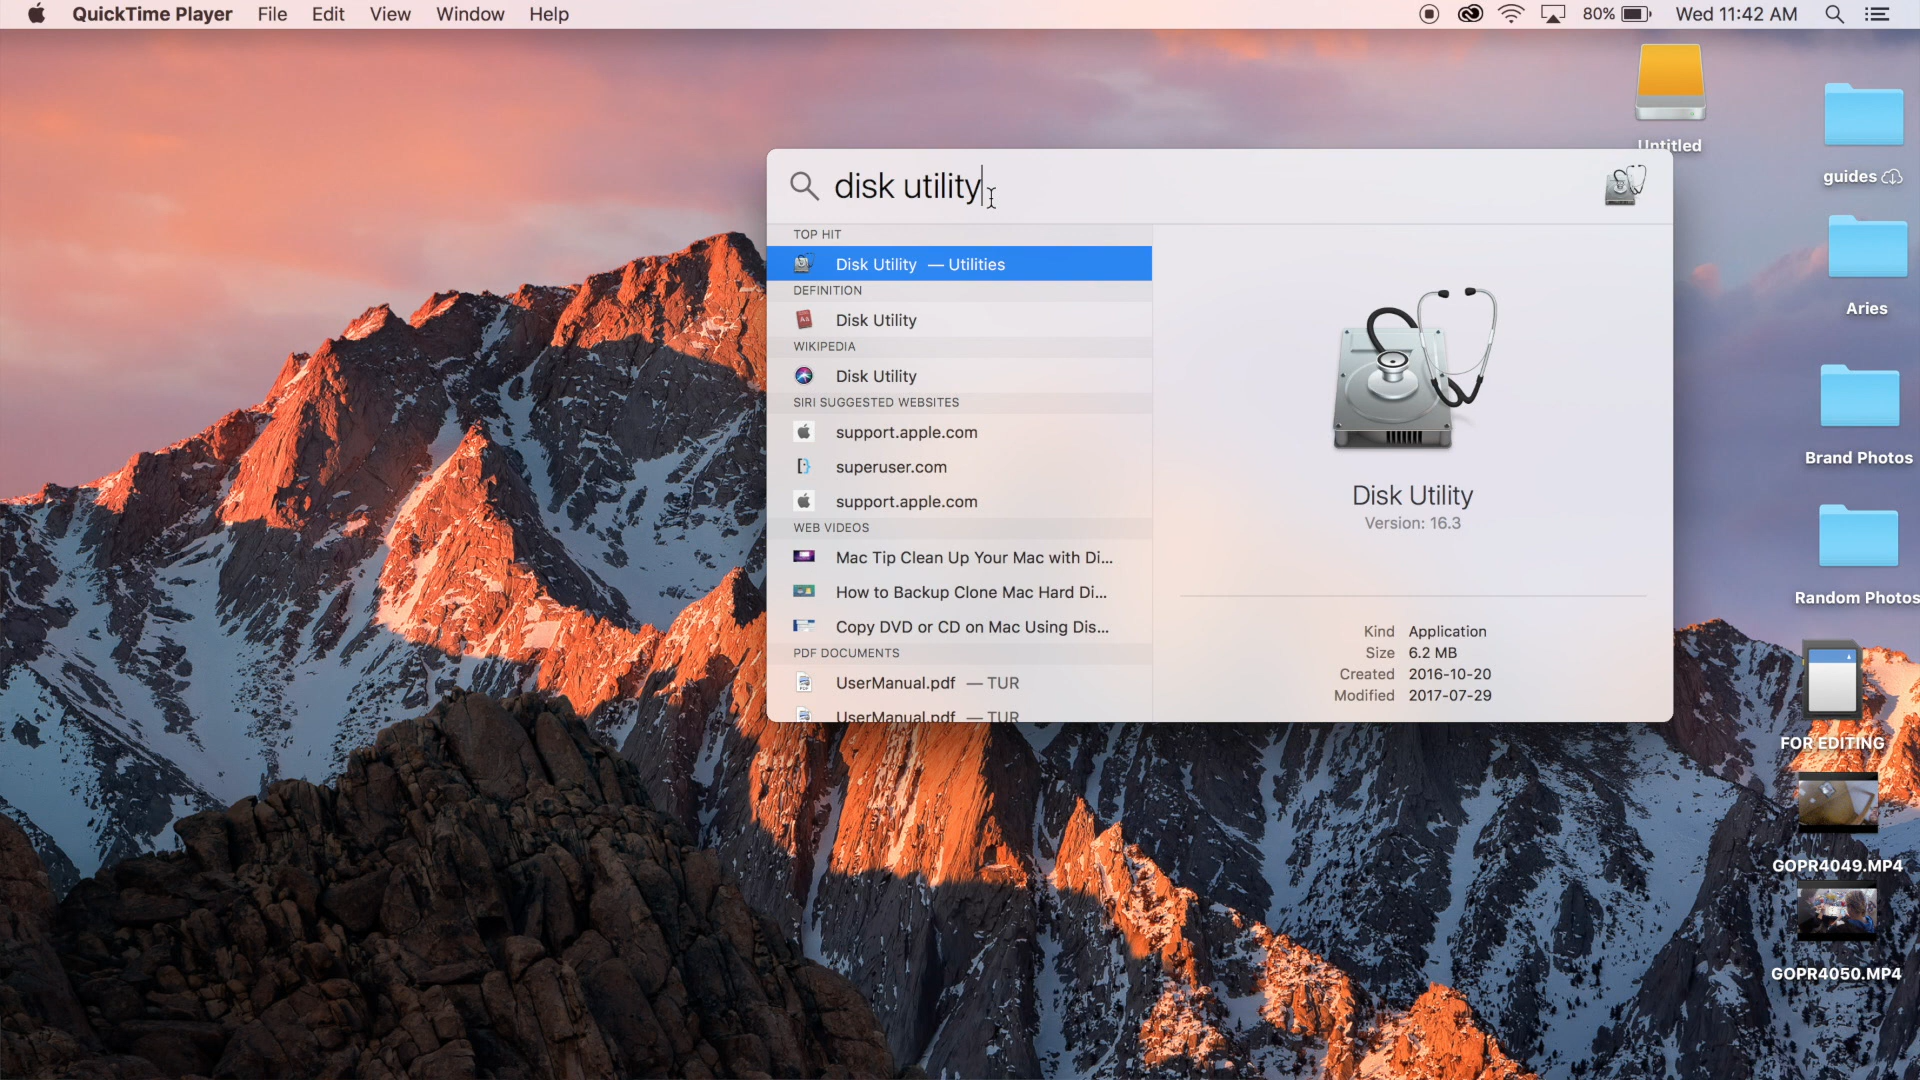 QuickTime Player File Edit View Window Help 80% Wed 11:42 AM
Untitled
guides
disk utility
TOP HIT
Disk Utility — Utilities
DEFINITION
Disk Utility
WIKIPEDIA
Disk Utility
SIRI SUGGESTED WEBSITES
support.apple.com
superuser.com
support.apple.com
WEB VIDEOS
Mac Tip Clean Up Your Mac with Di...
How to Backup Clone Mac Hard Di...
Copy DVD or CD on Mac Using Dis...
PDF DOCUMENTS
UserManual.pdf — TUR
UserManual.pdf — TUR
Disk Utility
Version: 16.3
Kind Application
Size 6.2 MB
Created 2016-10-20
Modified 2017-07-29
Aries
Brand Photos
Random Photos
FOR EDITING
GOPR4049.MP4
GOPR4050.MP4